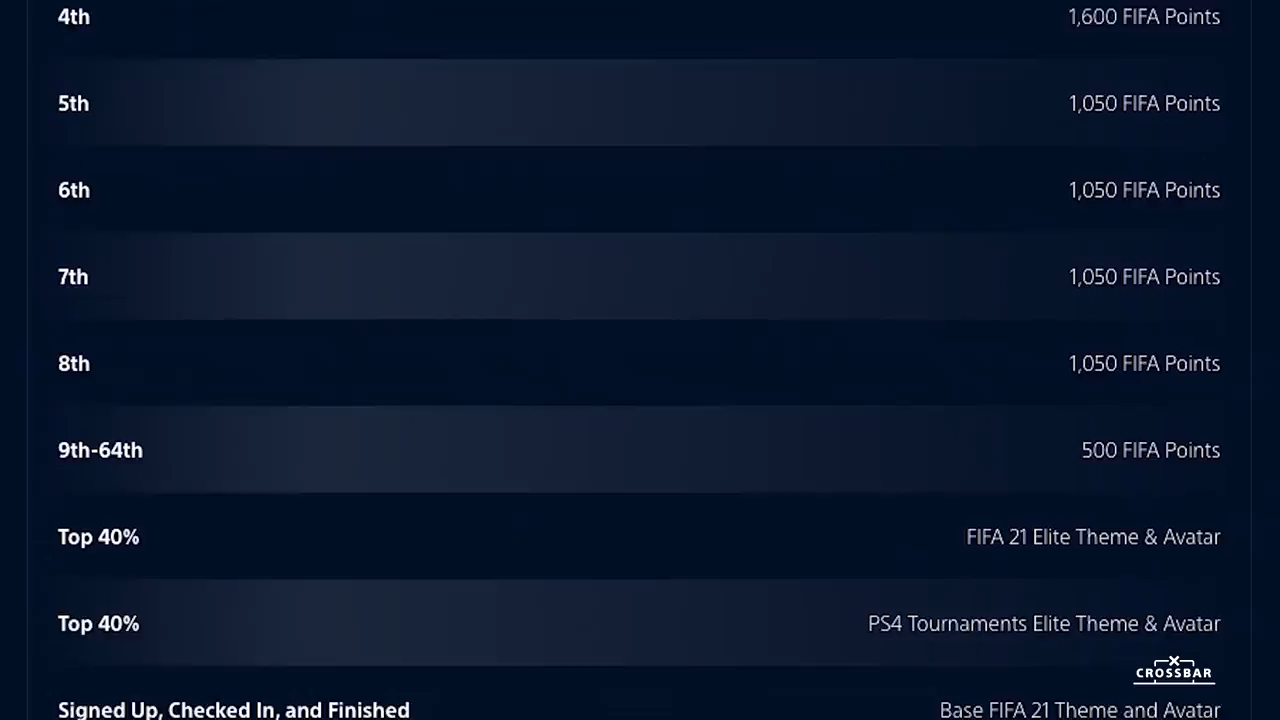 4th 1,600 FIFA Points
5th 1,050 FIFA Points
6th 1,050 FIFA Points
7th 1,050 FIFA Points
8th 1,050 FIFA Points
9th-64th 500 FIFA Points
Top 40% FIFA 21 Elite Theme & Avatar
Top 40% PS4 Tournaments Elite Theme & Avatar
CROSSBAR
Signed Up, Checked In, and Finished Base FIFA 21 Theme and Avatar